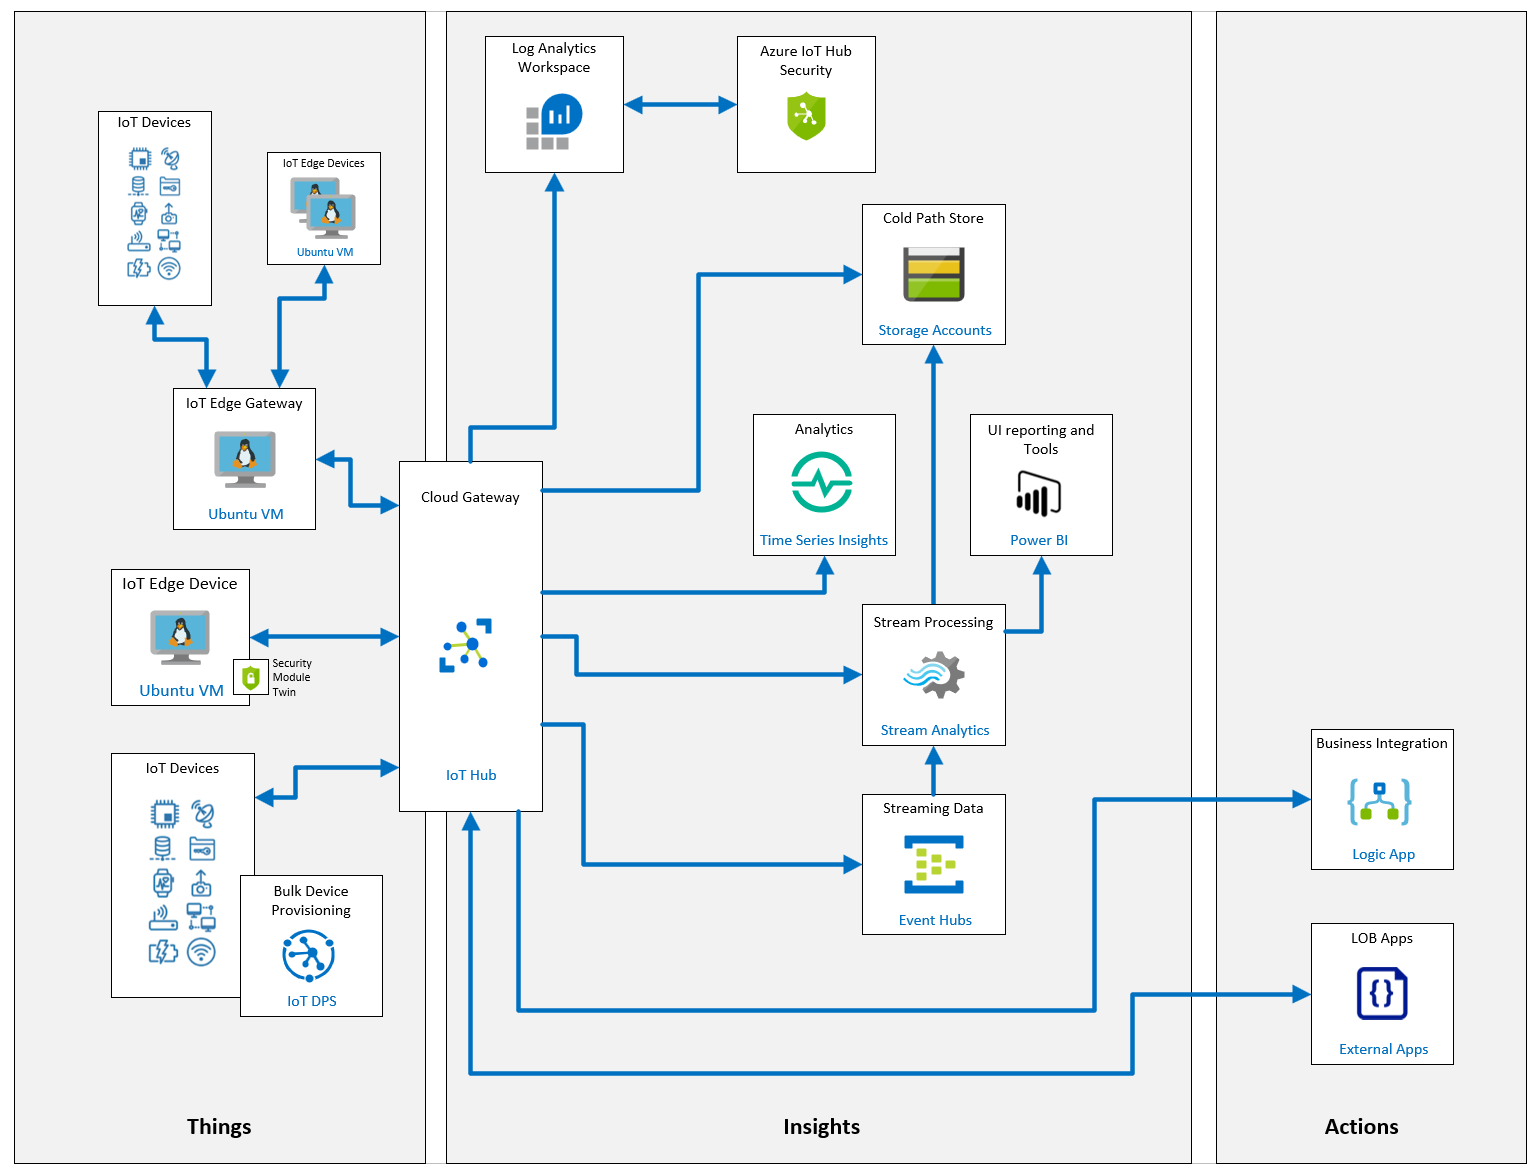 Log Analytics
Workspace
Azure IoT Hub
Security
IoT Devices
IoT Edge Devices
Ubuntu VM
Cold Path Store
Storage Accounts
IoT Edge Gateway
Ubuntu VM
Analytics
Time Series Insights
UI reporting and
Tools
Power BI
Cloud Gateway
IoT Hub
IoT Edge Device
Ubuntu VM
Security
Module
Twin
Stream Processing
Stream Analytics
IoT Devices
Bulk Device
Provisioning
IoT DPS
Streaming Data
Event Hubs
Business Integration
Logic App
LOB Apps
External Apps
Things
Insights
Actions